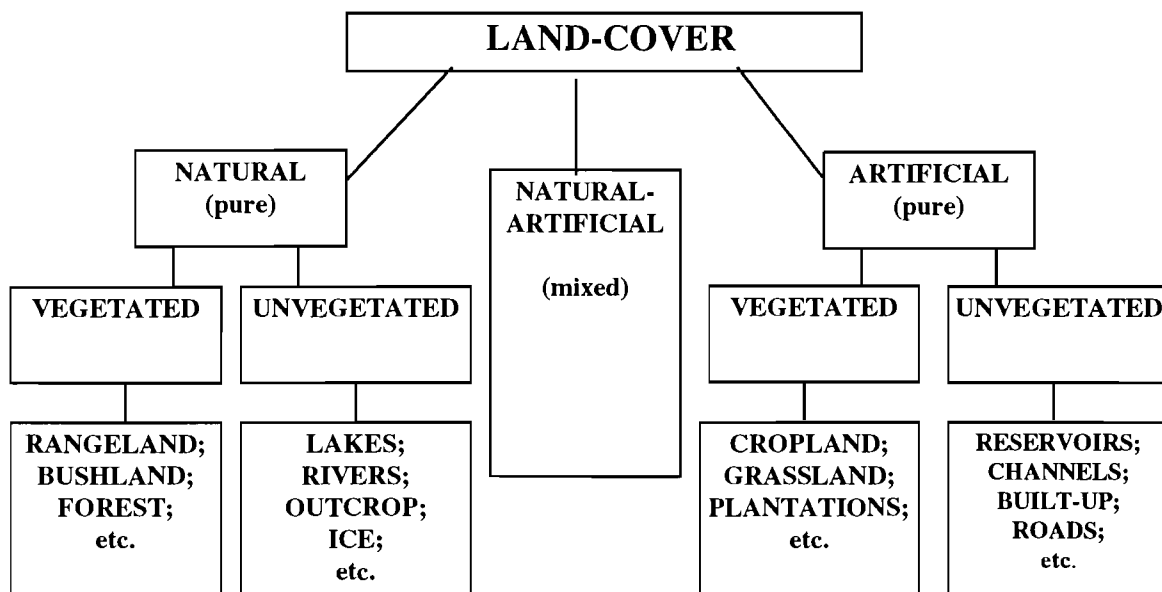 LAND-COVER
NATURAL
(pure)
NATURAL-
ARTIFICIAL
(mixed)
ARTIFICIAL
(pure)
VEGETATED
UNVEGETATED
VEGETATED
UNVEGETATED
RANGELAND;
BUSHLAND;
FOREST;
etc.
LAKES;
RIVERS;
OUTCROP;
ICE;
etc.
CROPLAND;
GRASSLAND;
PLANTATIONS;
etc.
RESERVOIRS;
CHANNELS;
BUILT-UP;
ROADS;
etc.